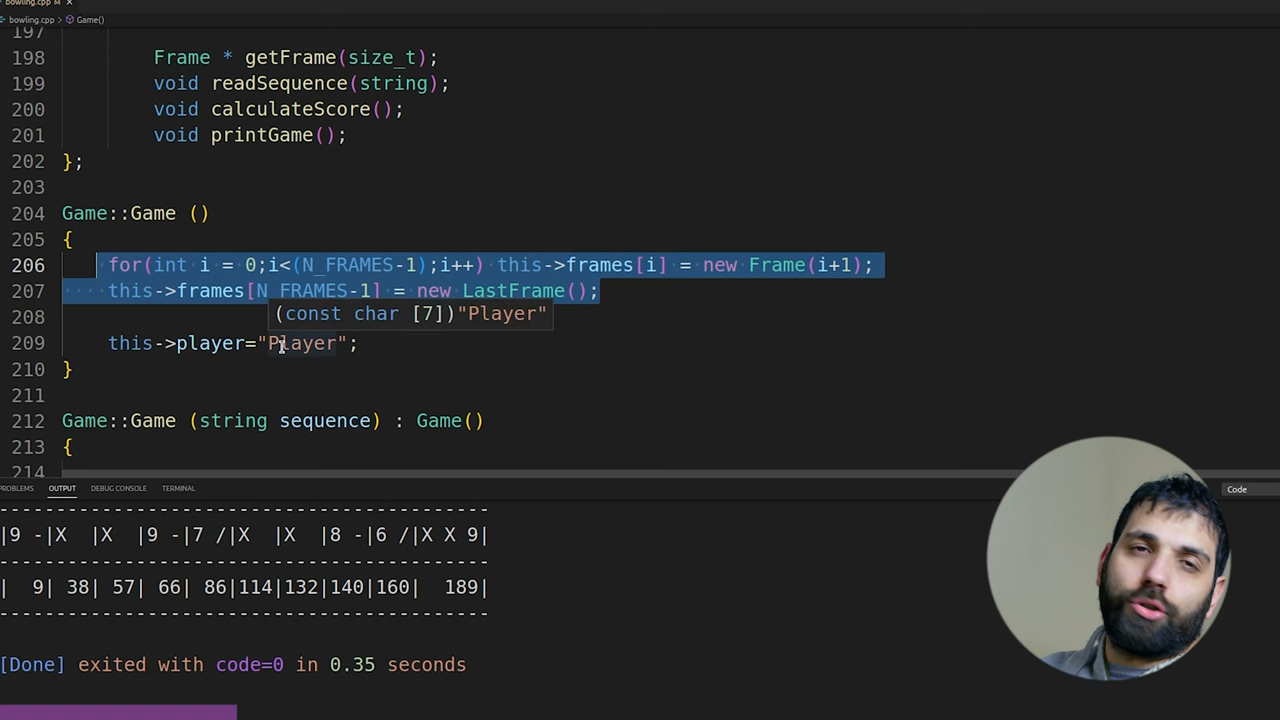 bowling.cpp M ×
bowling.cpp > Game()
197
198 Frame * getFrame(size_t);
199 void readSequence(string);
200 void calculateScore();
201 void printGame();
202 };
203
204 Game::Game ()
205 {
206 for(int i = 0;i<(N_FRAMES-1);i++) this->frames[i] = new Frame(i+1);
207 this->frames[N_FRAMES-1] = new LastFrame();
208
(const char [7])"Player"
209 this->player="Player";
210 }
211
212 Game::Game (string sequence) : Game()
213 {
214
PROBLEMS OUTPUT DEBUG CONSOLE TERMINAL Code
-------------------------------------------
|9 -|X  |X  |9 -|7 /|X  |X  |8 -|6 /|X X 9|
-------------------------------------------
|  9| 38| 57| 66| 86|114|132|140|160|  189|
-------------------------------------------
[Done] exited with code=0 in 0.35 seconds